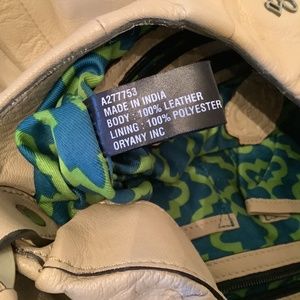 A277753
MADE IN INDIA
BODY : 100% LEATHER
LINING : 100% POLYESTER
ORYANY INC